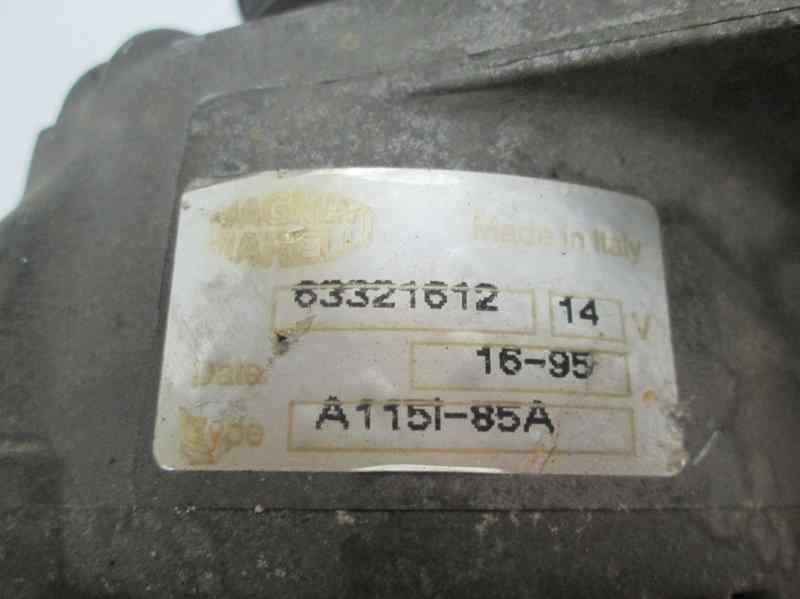 MAGNETI
MARELLI
Made in Italy
63321612 14 V
Date 16-95
Type A115I-85A